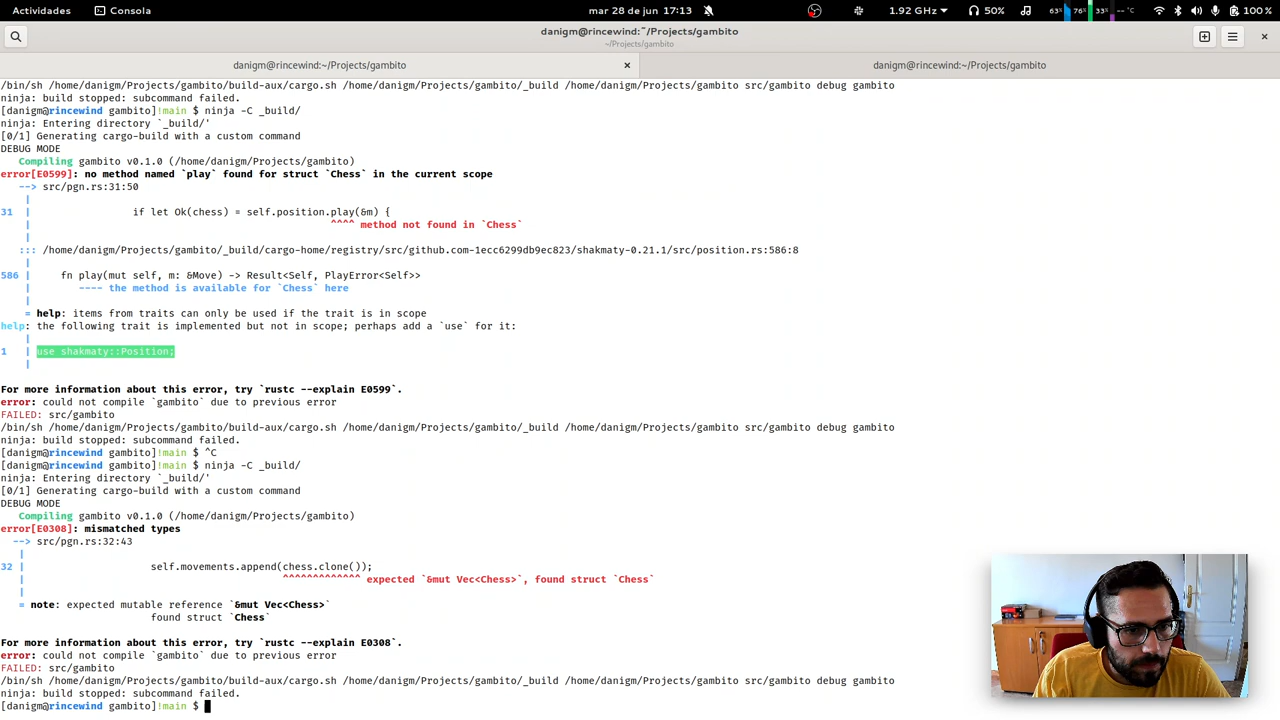 Actividades
Consola
mar 28 de jun 17:13
1.92 GHz
50%
63%
76%
33%
-- °C
100 %
danigm@rincewind:~/Projects/gambito
~/Projects/gambito
danigm@rincewind:~/Projects/gambito
danigm@rincewind:~/Projects/gambito
/bin/sh /home/danigm/Projects/gambito/build-aux/cargo.sh /home/danigm/Projects/gambito/_build /home/danigm/Projects/gambito src/gambito debug gambito
ninja: build stopped: subcommand failed.
[danigm@rincewind gambito]!main $ ninja -C _build/
ninja: Entering directory `_build/'
[0/1] Generating cargo-build with a custom command
DEBUG MODE
Compiling gambito v0.1.0 (/home/danigm/Projects/gambito)
error[E0599]: no method named `play` found for struct `Chess` in the current scope
--> src/pgn.rs:31:50
|
31 | if let Ok(chess) = self.position.play(&m) {
| ^^^^ method not found in `Chess`
|
::: /home/danigm/Projects/gambito/_build/cargo-home/registry/src/github.com-1ecc6299db9ec823/shakmaty-0.21.1/src/position.rs:586:8
|
586 | fn play(mut self, m: &Move) -> Result<Self, PlayError<Self>>
| ---- the method is available for `Chess` here
|
= help: items from traits can only be used if the trait is in scope
help: the following trait is implemented but not in scope; perhaps add a `use` for it:
|
1 | use shakmaty::Position;
|
For more information about this error, try `rustc --explain E0599`.
error: could not compile `gambito` due to previous error
FAILED: src/gambito
/bin/sh /home/danigm/Projects/gambito/build-aux/cargo.sh /home/danigm/Projects/gambito/_build /home/danigm/Projects/gambito src/gambito debug gambito
ninja: build stopped: subcommand failed.
[danigm@rincewind gambito]!main $ ^C
[danigm@rincewind gambito]!main $ ninja -C _build/
ninja: Entering directory `_build/'
[0/1] Generating cargo-build with a custom command
DEBUG MODE
Compiling gambito v0.1.0 (/home/danigm/Projects/gambito)
error[E0308]: mismatched types
--> src/pgn.rs:32:43
|
32 | self.movements.append(chess.clone());
| ^^^^^^^^^^^^^ expected `&mut Vec<Chess>`, found struct `Chess`
|
= note: expected mutable reference `&mut Vec<Chess>`
found struct `Chess`
For more information about this error, try `rustc --explain E0308`.
error: could not compile `gambito` due to previous error
FAILED: src/gambito
/bin/sh /home/danigm/Projects/gambito/build-aux/cargo.sh /home/danigm/Projects/gambito/_build /home/danigm/Projects/gambito src/gambito debug gambito
ninja: build stopped: subcommand failed.
[danigm@rincewind gambito]!main $